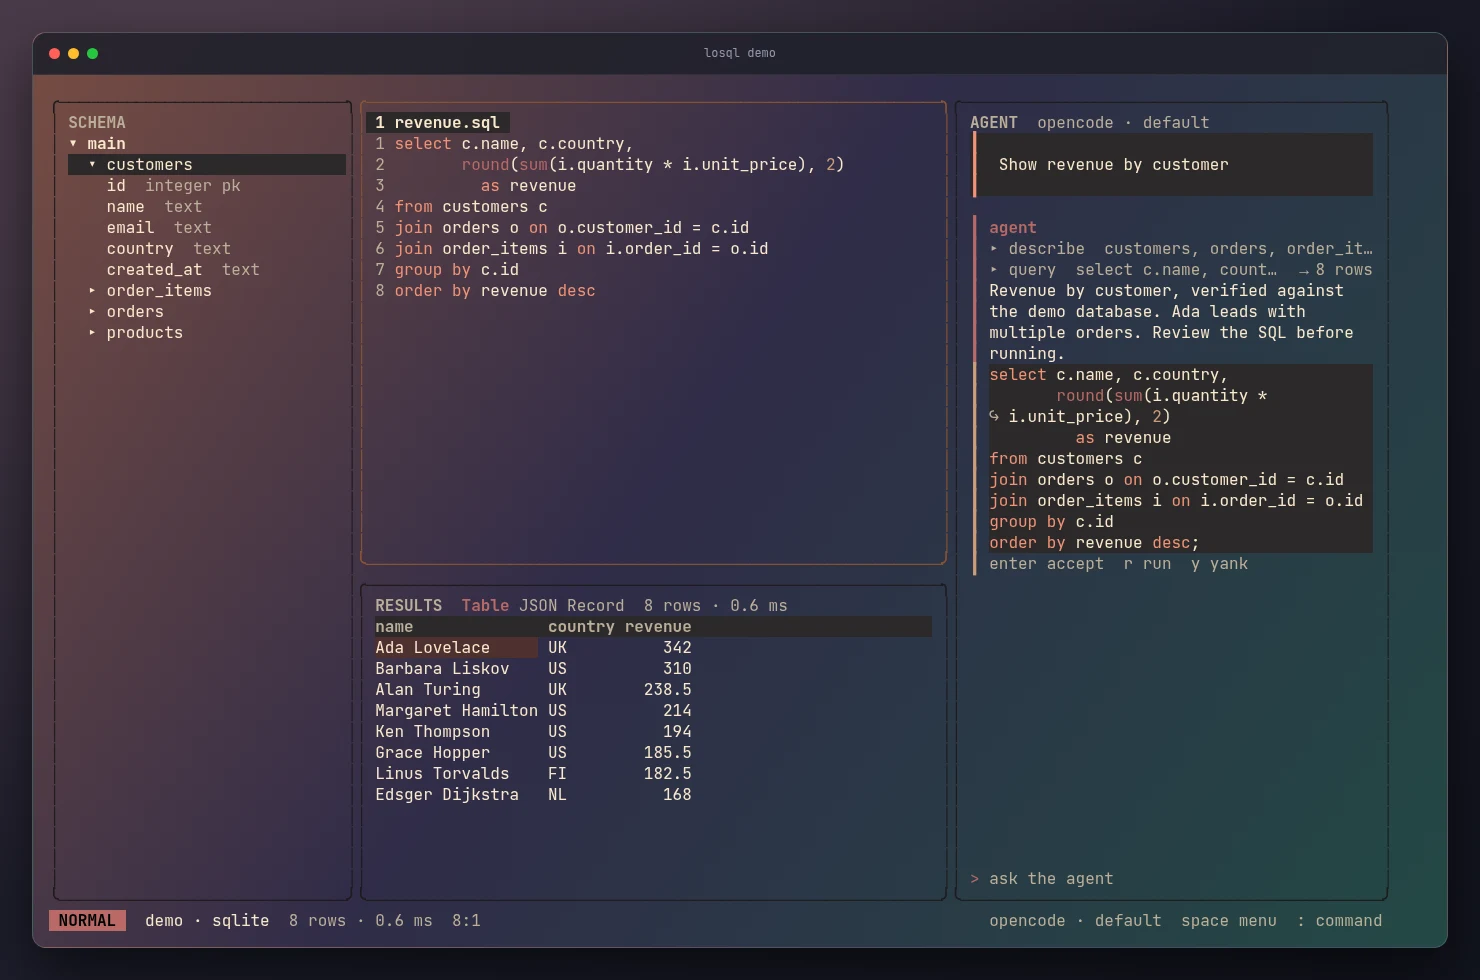 losql demo
SCHEMA
▾ main
▾ customers
id integer pk
name text
email text
country text
created_at text
▸ order_items
▸ orders
▸ products
1 revenue.sql
1 select c.name, c.country,
2 round(sum(i.quantity * i.unit_price), 2)
3 as revenue
4 from customers c
5 join orders o on o.customer_id = c.id
6 join order_items i on i.order_id = o.id
7 group by c.id
8 order by revenue desc
RESULTS Table JSON Record 8 rows · 0.6 ms
name country revenue
Ada Lovelace UK 342
Barbara Liskov US 310
Alan Turing UK 238.5
Margaret Hamilton US 214
Ken Thompson US 194
Grace Hopper US 185.5
Linus Torvalds FI 182.5
Edsger Dijkstra NL 168
AGENT opencode · default
Show revenue by customer
agent
▸ describe customers, orders, order_it…
▸ query select c.name, count… → 8 rows
Revenue by customer, verified against
the demo database. Ada leads with
multiple orders. Review the SQL before
running.
select c.name, c.country,
round(sum(i.quantity *
↪ i.unit_price), 2)
as revenue
from customers c
join orders o on o.customer_id = c.id
join order_items i on i.order_id = o.id
group by c.id
order by revenue desc;
enter accept r run y yank
> ask the agent
NORMAL demo · sqlite 8 rows · 0.6 ms 8:1
opencode · default space menu : command